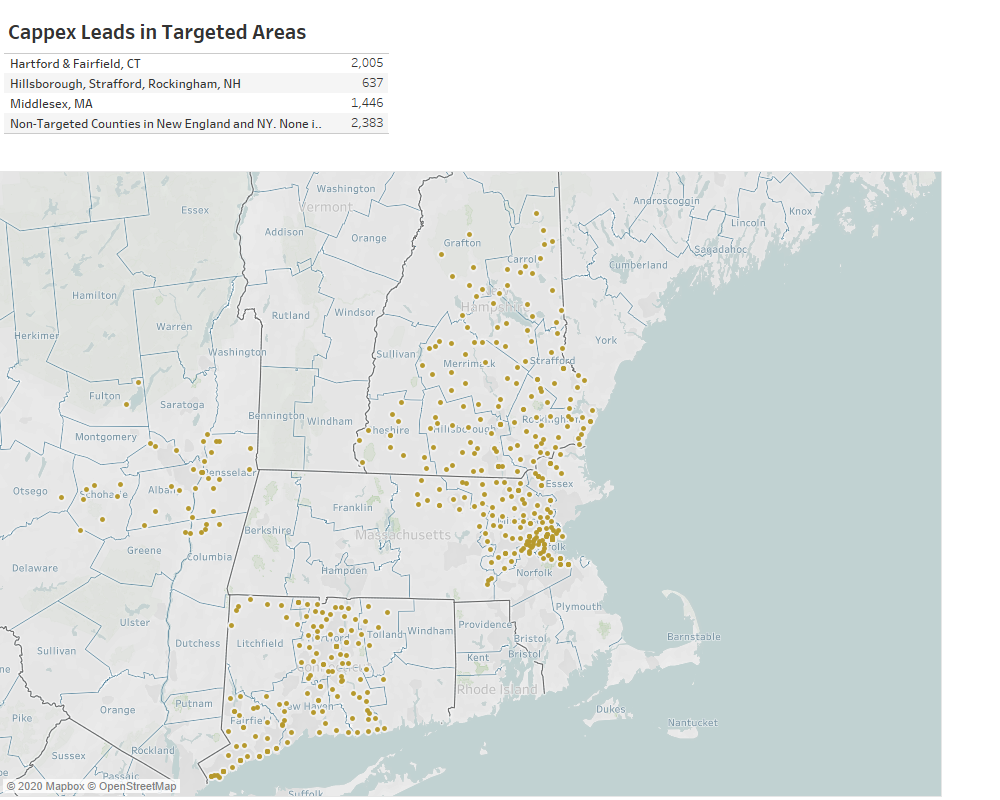 Cappex Leads in Targeted Areas
Hartford & Fairfield, CT 2,005
Hillsborough, Strafford, Rockingham, NH 637
Middlesex, MA 1,446
Non-Targeted Counties in New England and NY. None i.. 2,383
Washington
Androscoggin
Essex
Vermont
Knox
Lincoln
Addison
Orange
Grafton
Carrol
Sagadahoc
Cumberland
Hamilton
Rutland
Windsor
Hampshire
Warren
Herkimer
York
Washington
Sullivan
Merrimack
Strafford
Fulton
Saratoga
Bennington
Windham
Rockingham
Cheshire
Hillsborough
Montgomery
Rensselaer
Otsego
Schoharie
Albany
Essex
Franklin
Berkshire
Massachusetts
Greene
Columbia
folk
Delaware
Hampden
Norfolk
Plymouth
Ulster
Dutchess
Litchfield
Hartford
Tolland
Windham
Providence
Bristol
Barnstable
Sullivan
Kent
Bristol
Connecticut
Rhode Island
Putnam
Orange
New Haven
Dukes
Pike
Fairfield
Nantucket
Rockland
Sussex
Passaic
© 2020 Mapbox © OpenStreetMap
Suffolk